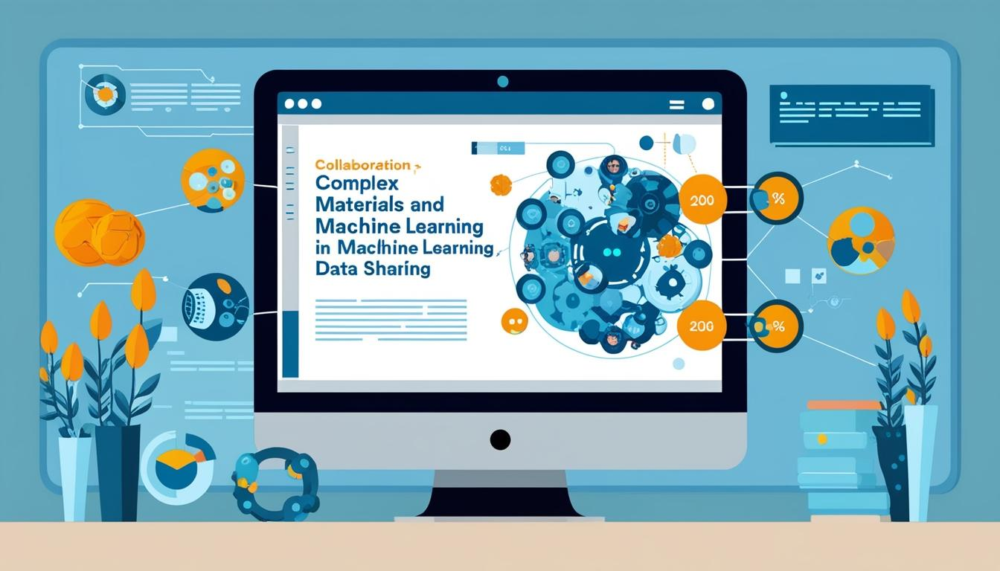 Collaboration
Complex
Materials and
Machine Learning
in Maclhine Learning
Data Sharing
200
%
200
%